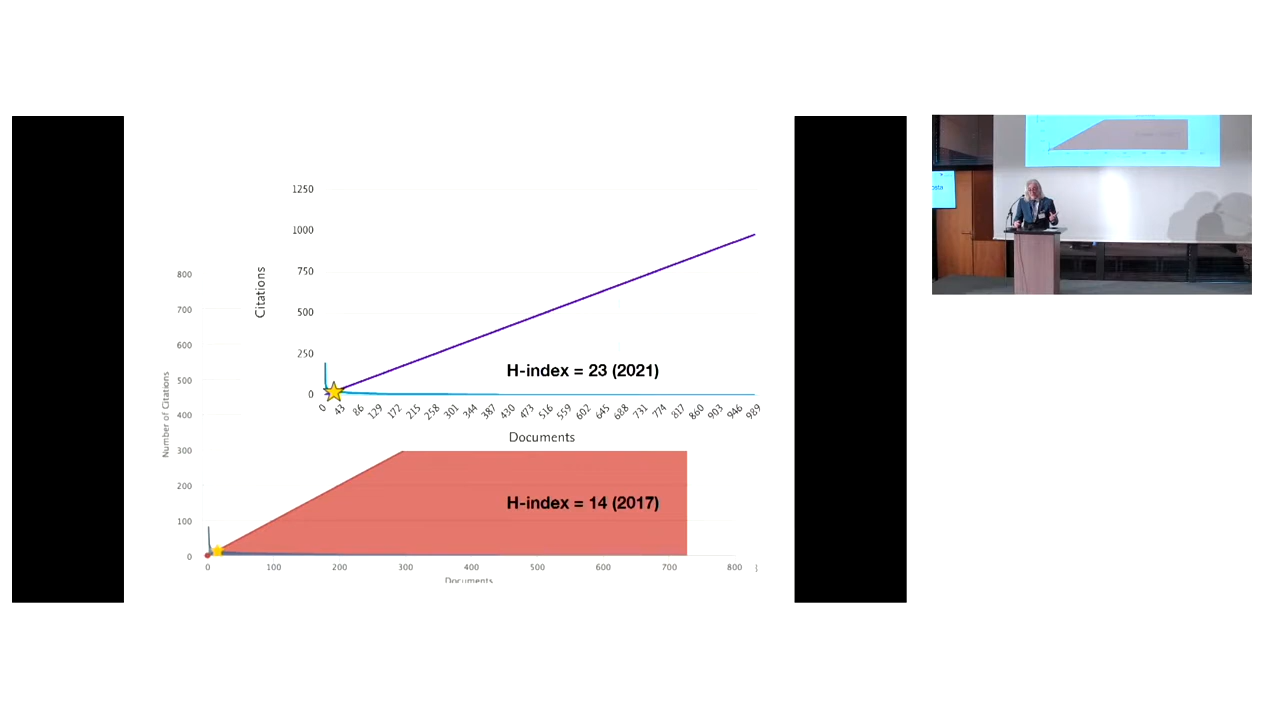 1250
1000
750
500
250
0
Citations
H-index = 23 (2021)
0 43 86 129 172 215 258 301 344 387 430 473 516 559 602 645 688 731 774 817 860 903 946 989
Documents
800
700
600
500
400
300
200
100
0
Number of Citations
H-index = 14 (2017)
0 100 200 300 400 500 600 700 800
Documents
osta